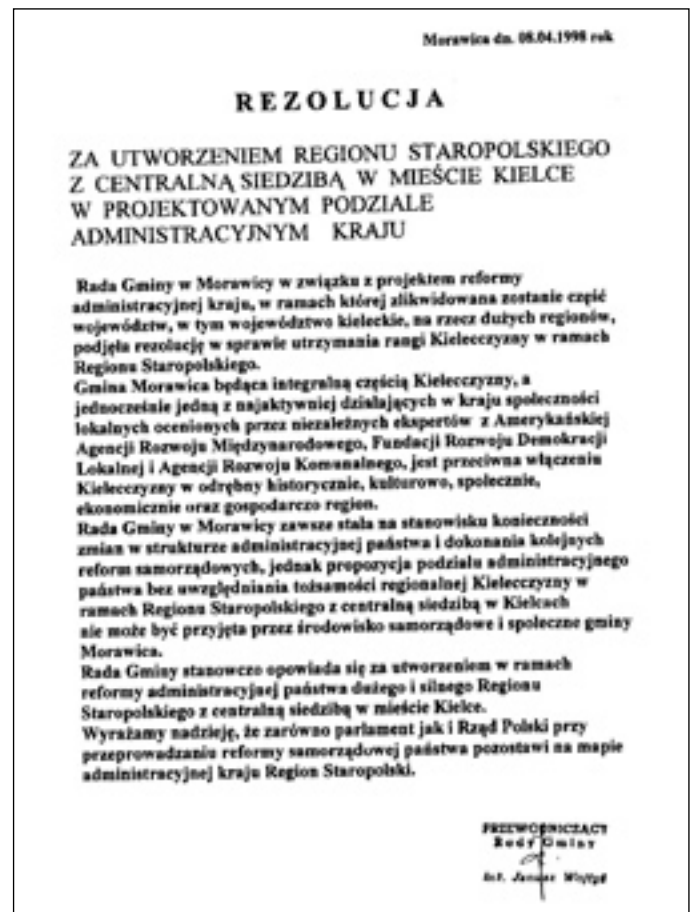 Morawica dn. 08.04.1998 rok
REZOLUCJA
ZA UTWORZENIEM REGIONU STAROPOLSKIEGO
Z CENTRALNĄ SIEDZIBĄ W MIEŚCIE KIELCE
W PROJEKTOWANYM PODZIALE
ADMINISTRACYJNYM KRAJU
Rada Gminy w Morawicy w związku z projektem reformy
administracyjnej kraju, w ramach której zlikwidowana zostanie część
województw, w tym województwo kieleckie, na rzecz dużych regionów,
podjęła rezolucję w sprawie utrzymania rangi Kielecczyzny w ramach
Regionu Staropolskiego.
Gmina Morawica będąca integralną częścią Kielecczyzny, a
jednocześnie jedną z najaktywniej działających w kraju społeczności
lokalnych ocenionych przez niezależnych ekspertów z Amerykańskiej
Agencji Rozwoju Międzynarodowego, Fundacji Rozwoju Demokracji
Lokalnej i Agencji Rozwoju Komunalnego, jest przeciwna włączeniu
Kielecczyzny w odrębny historycznie, kulturowo, społecznie,
ekonomicznie oraz gospodarczo region.
Rada Gminy w Morawicy zawsze stała na stanowisku konieczności
zmian w strukturze administracyjnej państwa i dokonania kolejnych
reform samorządowych, jednak propozycja podziału administracyjnego
państwa bez uwzględniania tożsamości regionalnej Kielecczyzny w
ramach Regionu Staropolskiego z centralną siedzibą w Kielcach
nie może być przyjęta przez środowisko samorządowe i społeczne gminy
Morawica.
Rada Gminy stanowczo opowiada się za utworzeniem w ramach
reformy administracyjnej państwa dużego i silnego Regionu
Staropolskiego z centralną siedzibą w mieście Kielce.
Wyrażamy nadzieję, że zarówno parlament jak i Rząd Polski przy
przeprowadzaniu reformy samorządowej państwa pozostawi na mapie
administracyjnej kraju Region Staropolski.
PRZEWODNICZĄCY
Rady Gminy
inż. Janusz